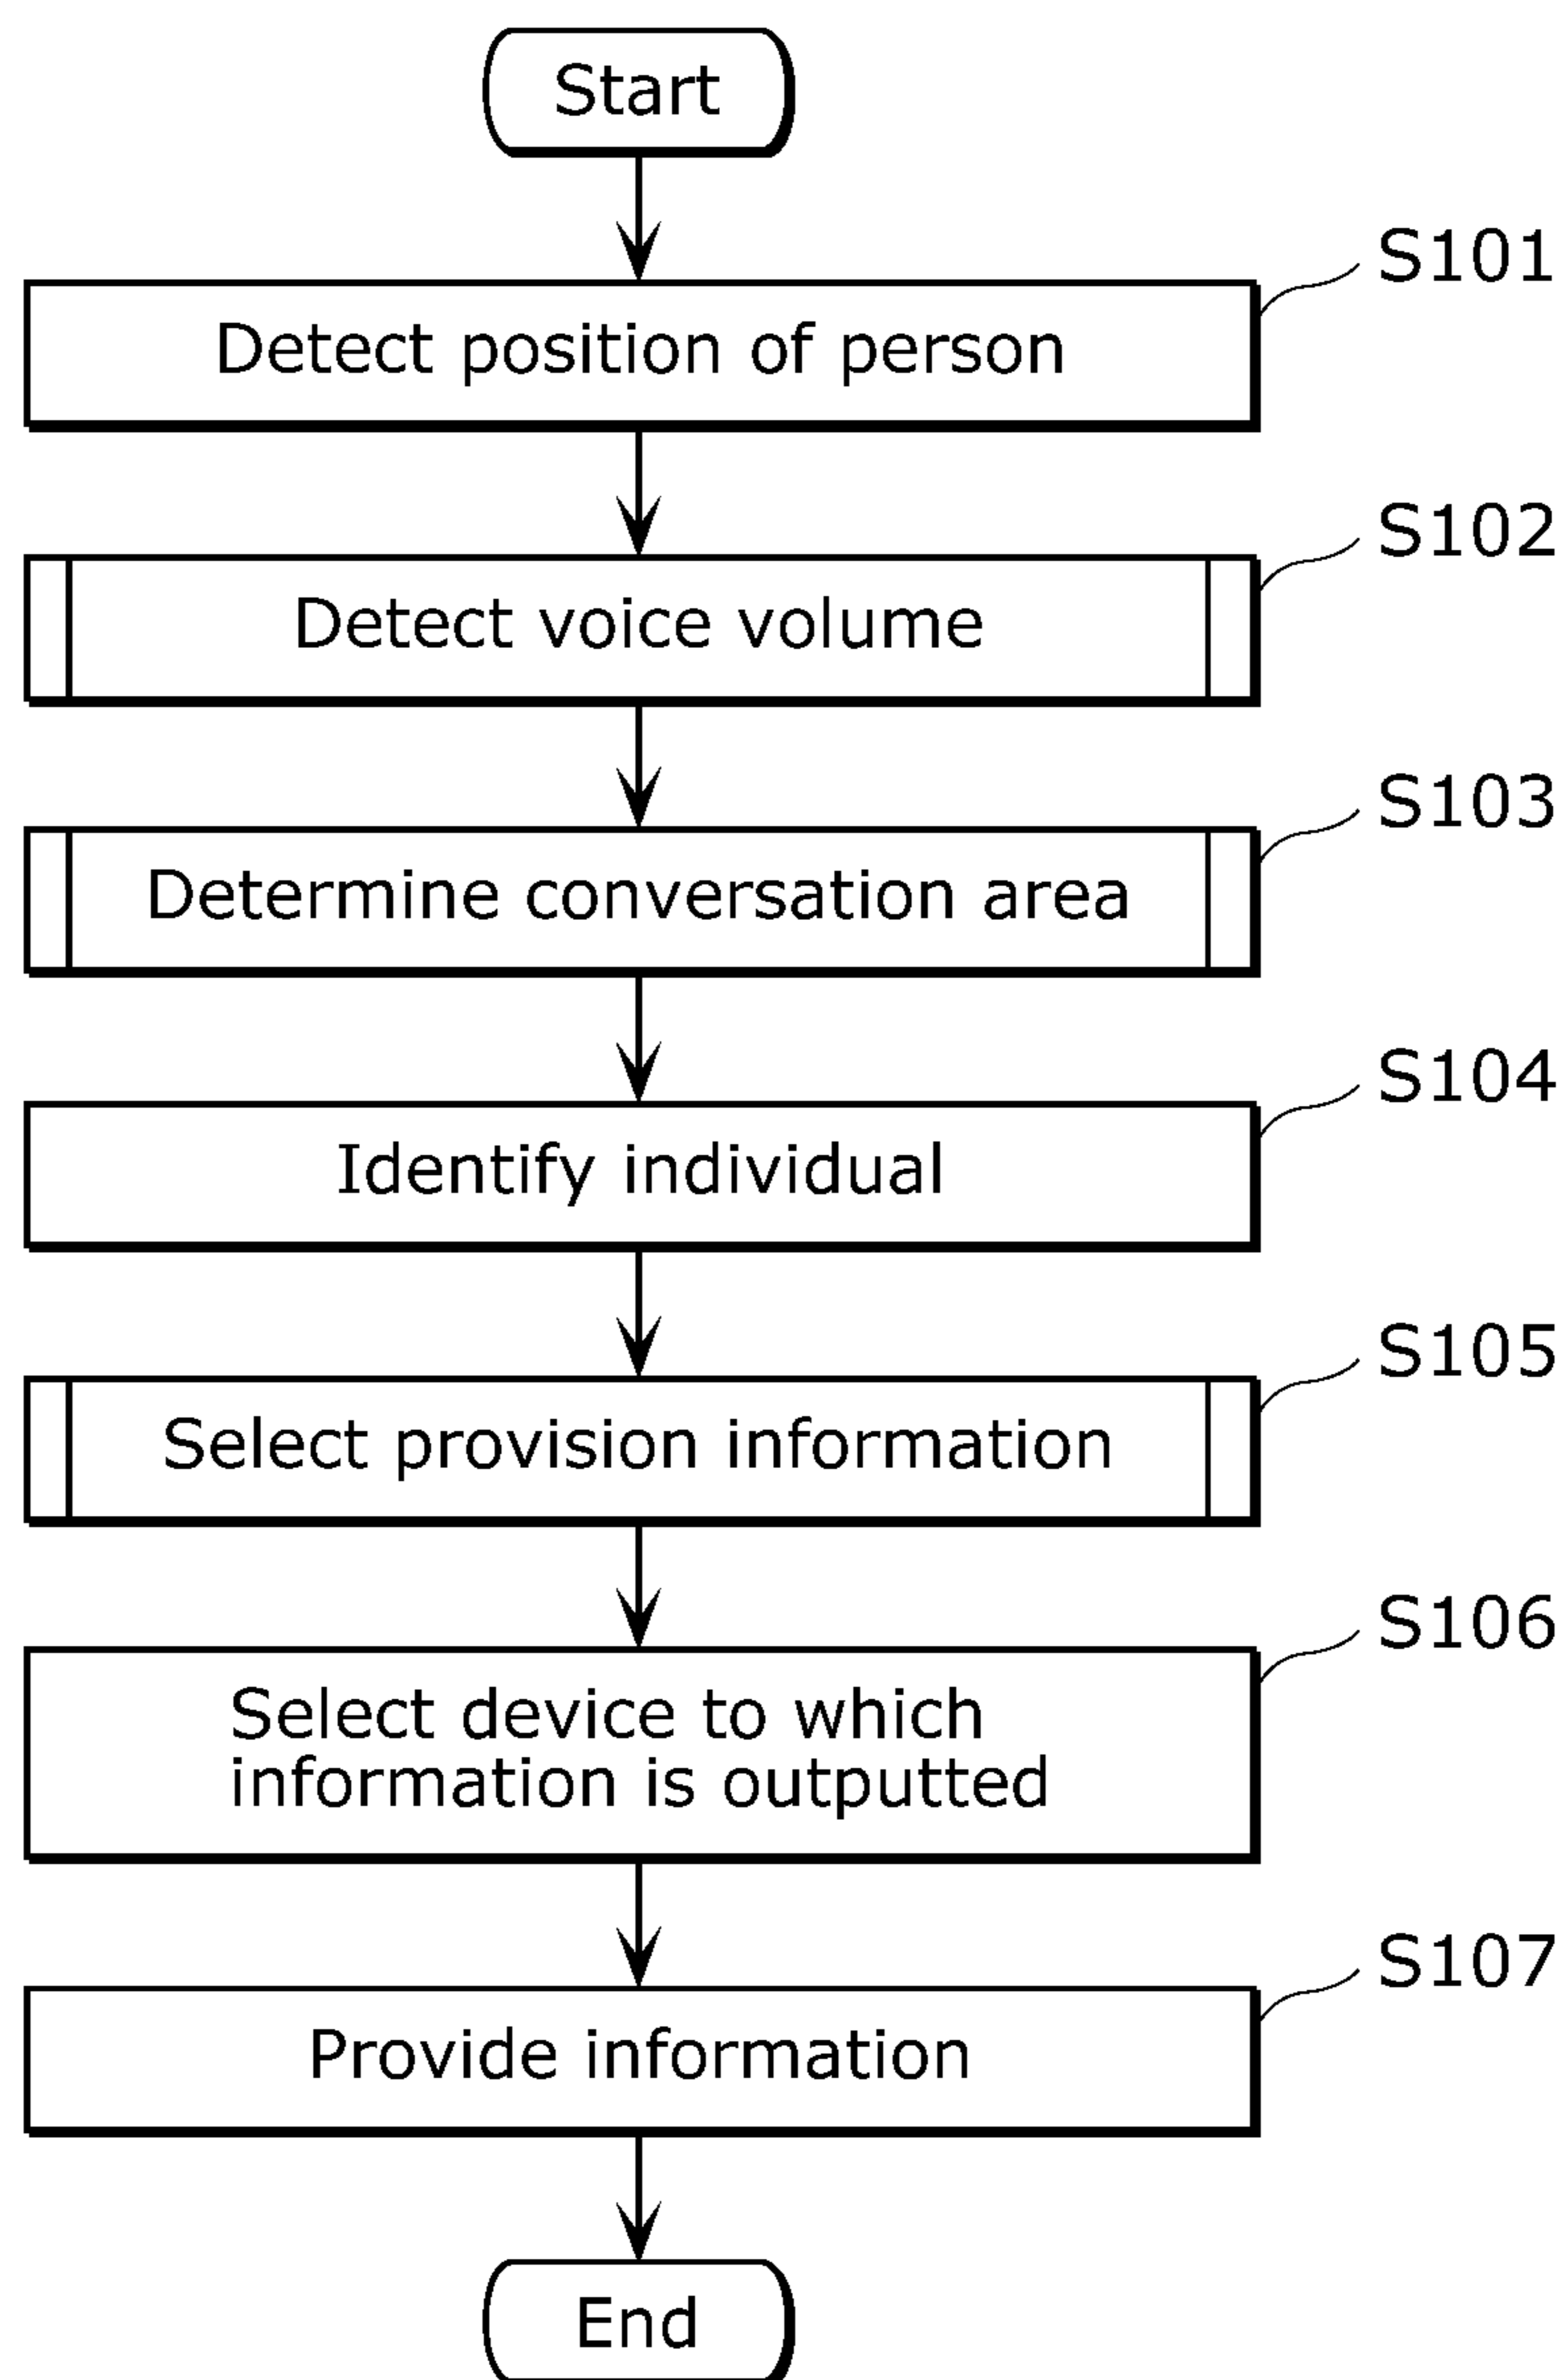 Start
S101
Detect position of person
S102
Detect voice volume
S103
Determine conversation area
S104
Identify individual
S105
Select provision information
S106
Select device to which
information is outputted
S107
Provide information
End